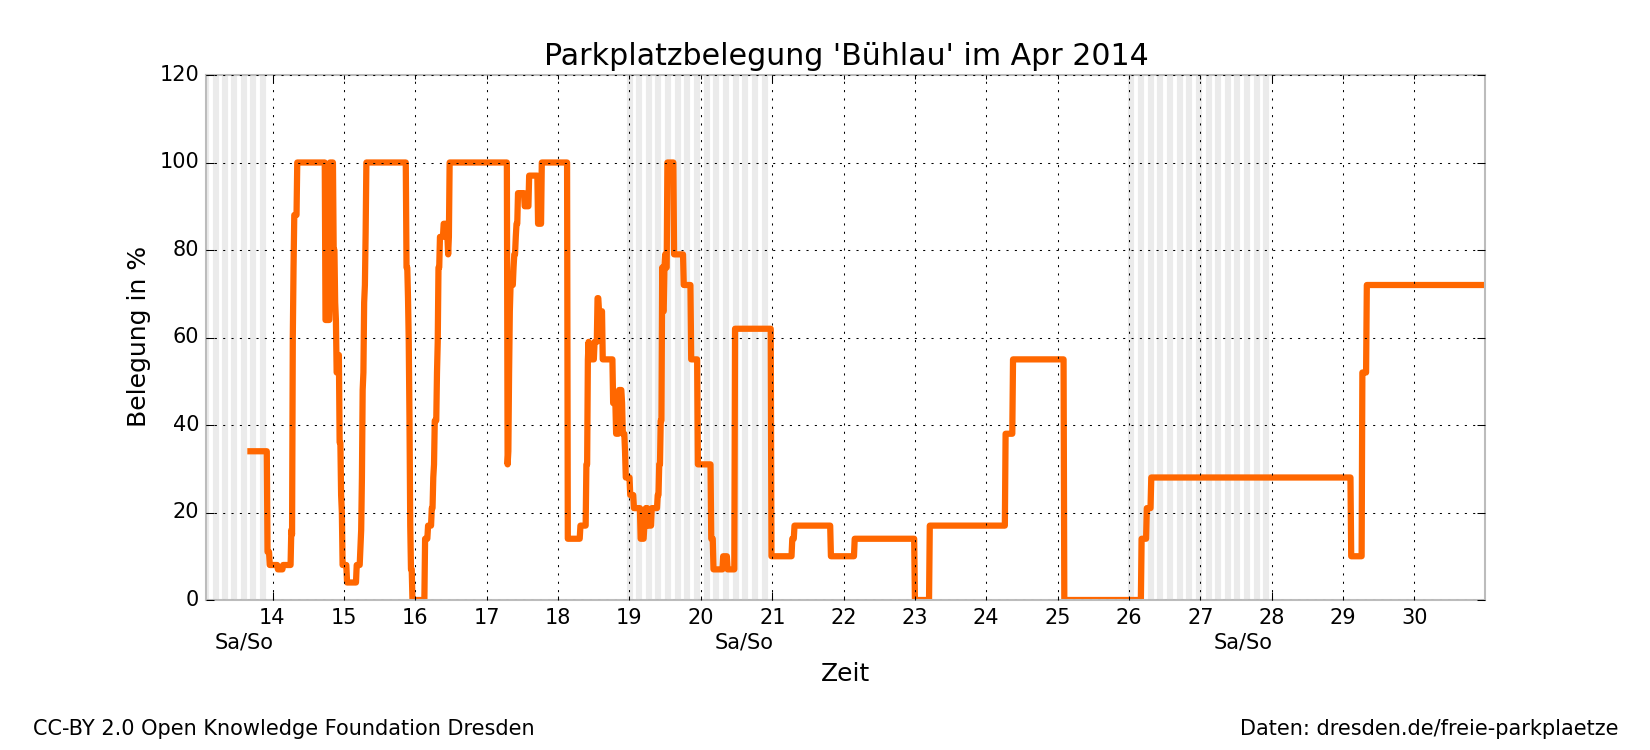 Parkplatzbelegung 'Bühlau' im Apr 2014
120
100
80
60
40
20
0
Belegung in %
14 15 16 17 18 19 20 21 22 23 24 25 26 27 28 29 30
Sa/So Sa/So Sa/So
Zeit
CC-BY 2.0 Open Knowledge Foundation Dresden
Daten: dresden.de/freie-parkplaetze